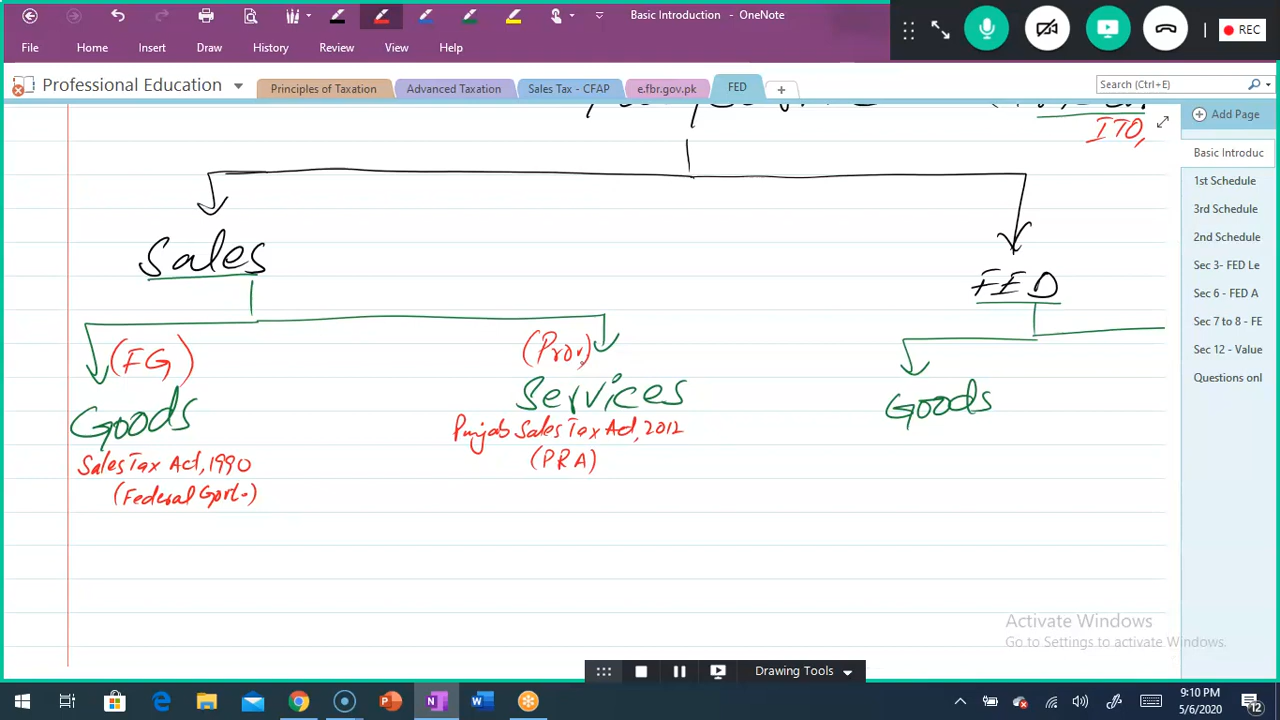 Basic Introduction - OneNote
REC
File Home Insert Draw History Review View Help
Professional Education
Principles of Taxation
Advanced Taxation
Sales Tax - CFAP
e.fbr.gov.pk
FED
Search (Ctrl+E)
Add Page
Basic Introduc
1st Schedule
3rd Schedule
2nd Schedule
Sec 3- FED Le
Sec 6 - FED A
Sec 7 to 8 - FE
Sec 12 - Value
Questions onl
ITO,
Sales
FED
(FG)
(Prov.)
Goods
Services
Goods
Sales Tax Act, 1990
(Federal Govt.)
Punjab Sales Tax Act, 2012
(PRA)
Activate Windows
Go to Settings to activate Windows.
Drawing Tools
9:10 PM
5/6/2020
12